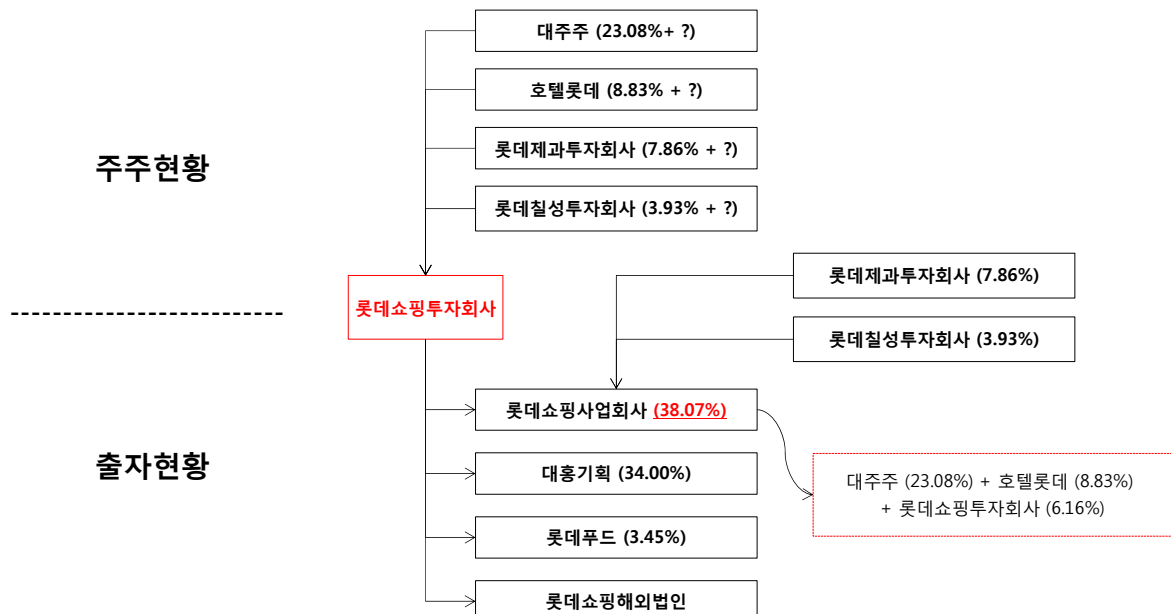 대주주 (23.08%+ ?)
호텔롯데 (8.83% + ?)
롯데제과투자회사 (7.86% + ?)
주주현황
롯데칠성투자회사 (3.93% + ?)
롯데제과투자회사 (7.86%)
롯데쇼핑투자회사
롯데칠성투자회사 (3.93%)
롯데쇼핑사업회사 (38.07%)
출자현황
대홍기획 (34.00%)
대주주 (23.08%) + 호텔롯데 (8.83%)
+ 롯데쇼핑투자회사 (6.16%)
롯데푸드 (3.45%)
롯데쇼핑해외법인